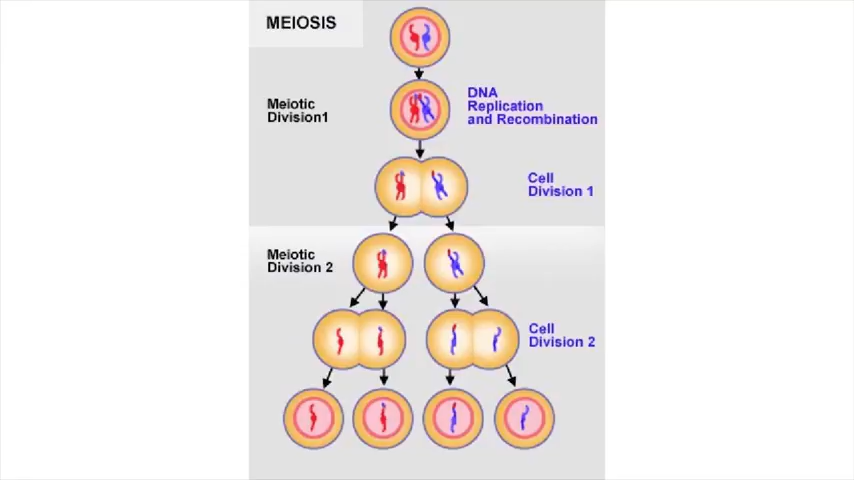 MEIOSIS
Meiotic
Division1
DNA
Replication
and Recombination
Cell
Division 1
Meiotic
Division 2
Cell
Division 2